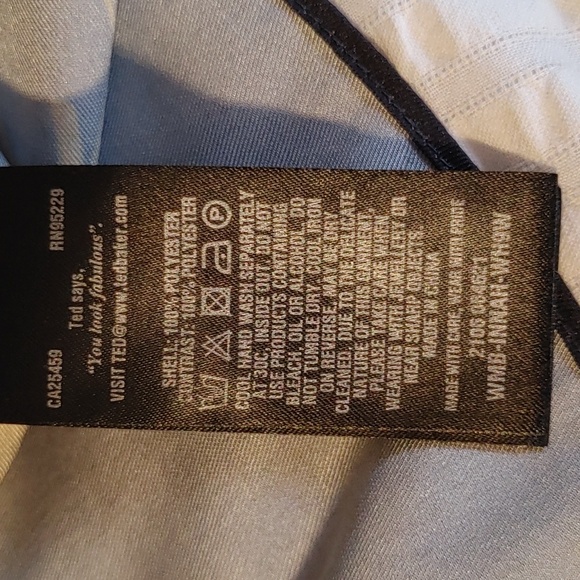 CA25459 RN95229
Ted says,
"You look fabulous".
VISIT TED@www.tedbaker.com
SHELL: 100% POLYESTER
CONTRAST: 100% POLYESTER
P
COOL HAND WASH SEPARATELY
AT 30C, INSIDE OUT. DO NOT
USE PRODUCTS CONTAINING
BLEACH, OIL OR ALCOHOL. DO
NOT TUMBLE DRY. COOL IRON
ON REVERSE. MAY BE DRY
CLEANED. DUE TO THE DELICATE
NATURE OF THIS GARMENT,
PLEASE TAKE CARE WHEN
WEARING WITH JEWELLERY OR
NEAR SHARP OBJECTS.
MADE IN CHINA
MADE WITH CARE, WEAR WITH PRIDE